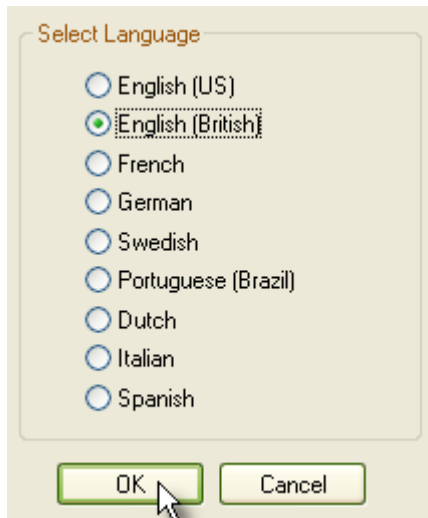 Select Language
English (US)
English (British)
French
German
Swedish
Portuguese (Brazil)
Dutch
Italian
Spanish
OK Cancel